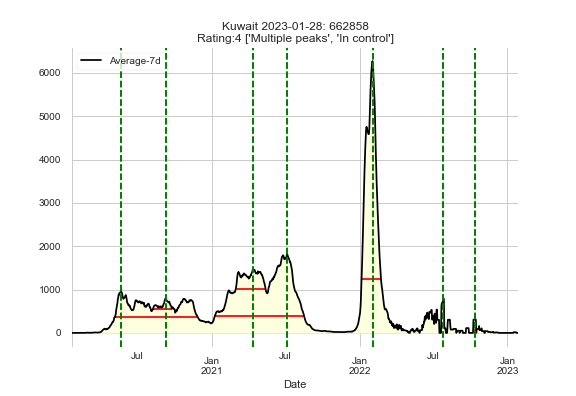 Kuwait 2023-01-28: 662858
Rating:4 ['Multiple peaks', 'In control']
Average-7d
6000
5000
4000
3000
2000
1000
0
Jul
Jan
2021
Jul
Jan
2022
Jul
Jan
2023
Date